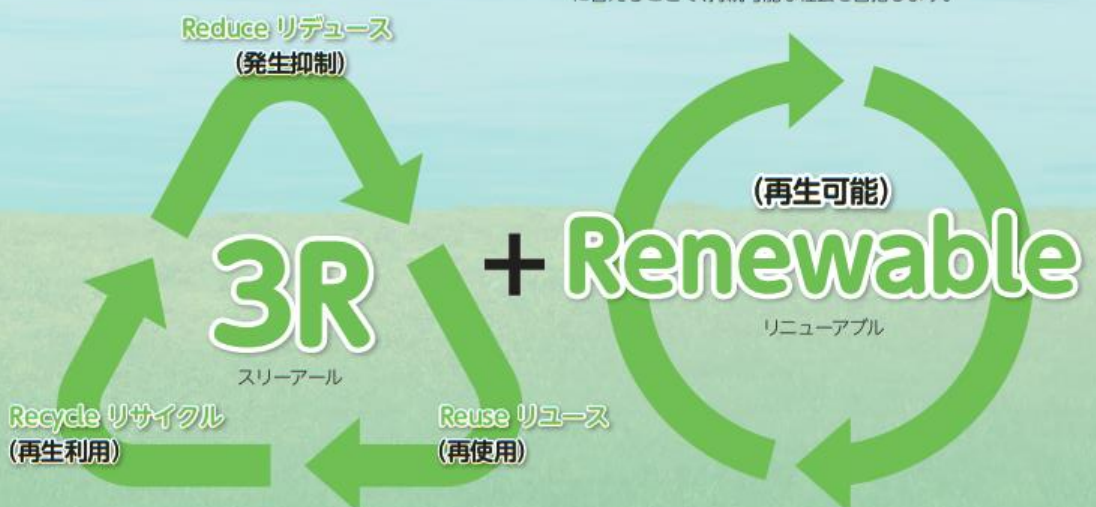 Reduce リデュース
(発生抑制)
3R
スリーアール
Recycle リサイクル
(再生利用)
Reuse リユース
(再使用)
+
(再生可能)
Renewable
リニューアブル